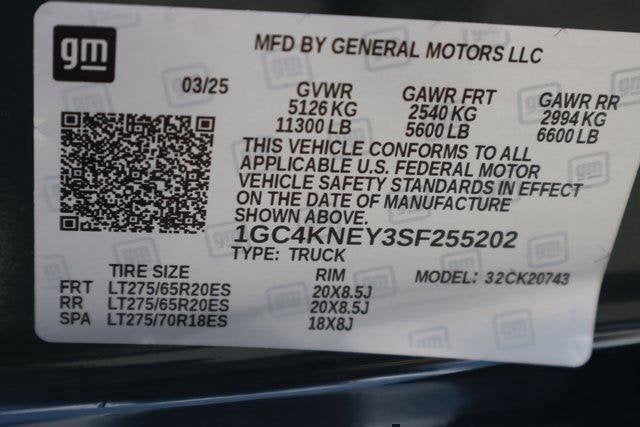 gm
MFD BY GENERAL MOTORS LLC
03/25 GVWR GAWR FRT GAWR RR
5126 KG 2540 KG 2994 KG
11300 LB 5600 LB 6600 LB
THIS VEHICLE CONFORMS TO ALL
APPLICABLE U.S. FEDERAL MOTOR
VEHICLE SAFETY STANDARDS IN EFFECT
ON THE DATE OF MANUFACTURE
SHOWN ABOVE.
1GC4KNEY3SF255202
TYPE: TRUCK
TIRE SIZE RIM MODEL: 32CK20743
FRT LT275/65R20ES 20X8.5J
RR LT275/65R20ES 20X8.5J
SPA LT275/70R18ES 18X8J